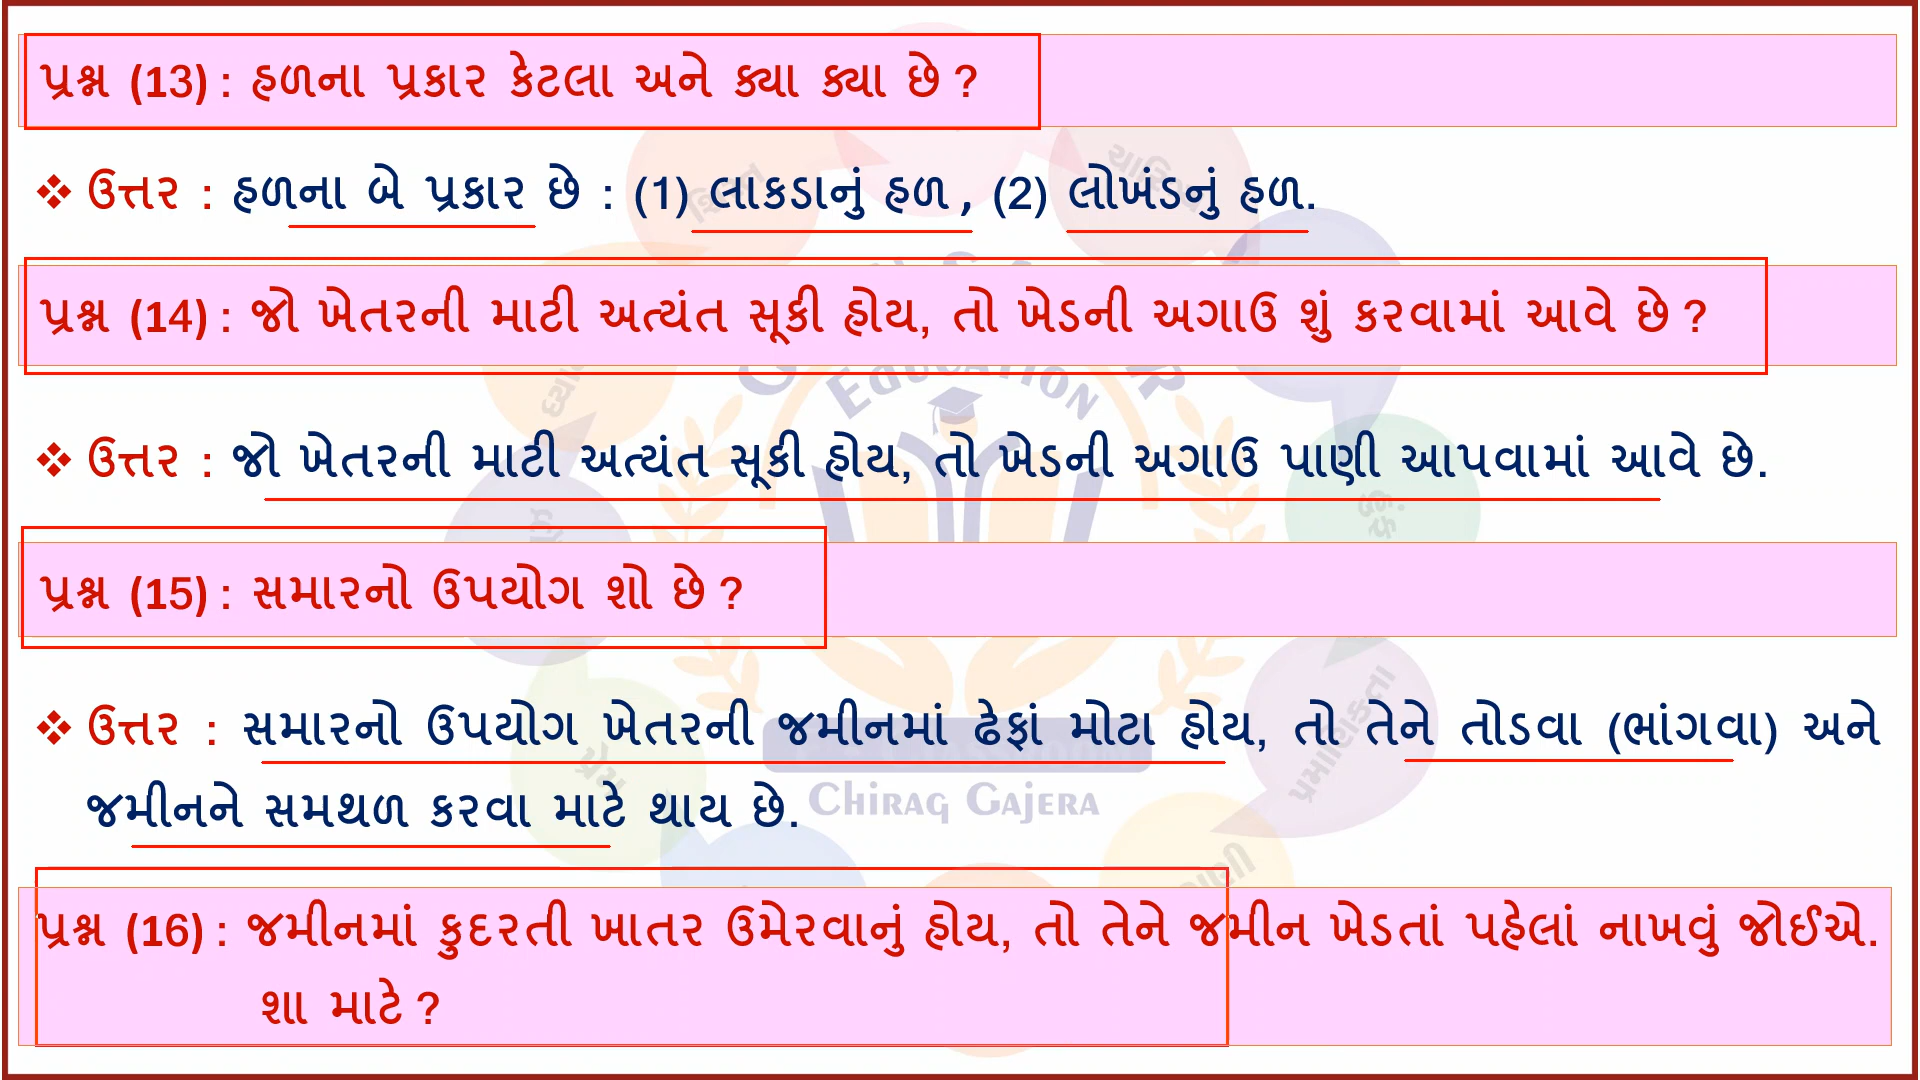 પ્રશ્ન (13) : હળના પ્રકાર કેટલા અને ક્યા ક્યા છે ?
❖ ઉત્તર : હળના બે પ્રકાર છે : (1) લાકડાનું હળ , (2) લોખંડનું હળ.
પ્રશ્ન (14) : જો ખેતરની માટી અત્યંત સૂકી હોય, તો ખેડની અગાઉ શું કરવામાં આવે છે ?
EDUCATION
❖ ઉત્તર : જો ખેતરની માટી અત્યંત સૂકી હોય, તો ખેડની અગાઉ પાણી આપવામાં આવે છે.
પ્રશ્ન (15) : સમારનો ઉપયોગ શો છે ?
❖ ઉત્તર : સમારનો ઉપયોગ ખેતરની જમીનમાં ઢેફાં મોટા હોય, તો તેને તોડવા (ભાંગવા) અને
જમીનને સમથળ કરવા માટે થાય છે.
CHIRAG GAJERA
પ્રશ્ન (16) : જમીનમાં કુદરતી ખાતર ઉમેરવાનું હોય, તો તેને જમીન ખેડતાં પહેલાં નાખવું જોઈએ.
શા માટે ?